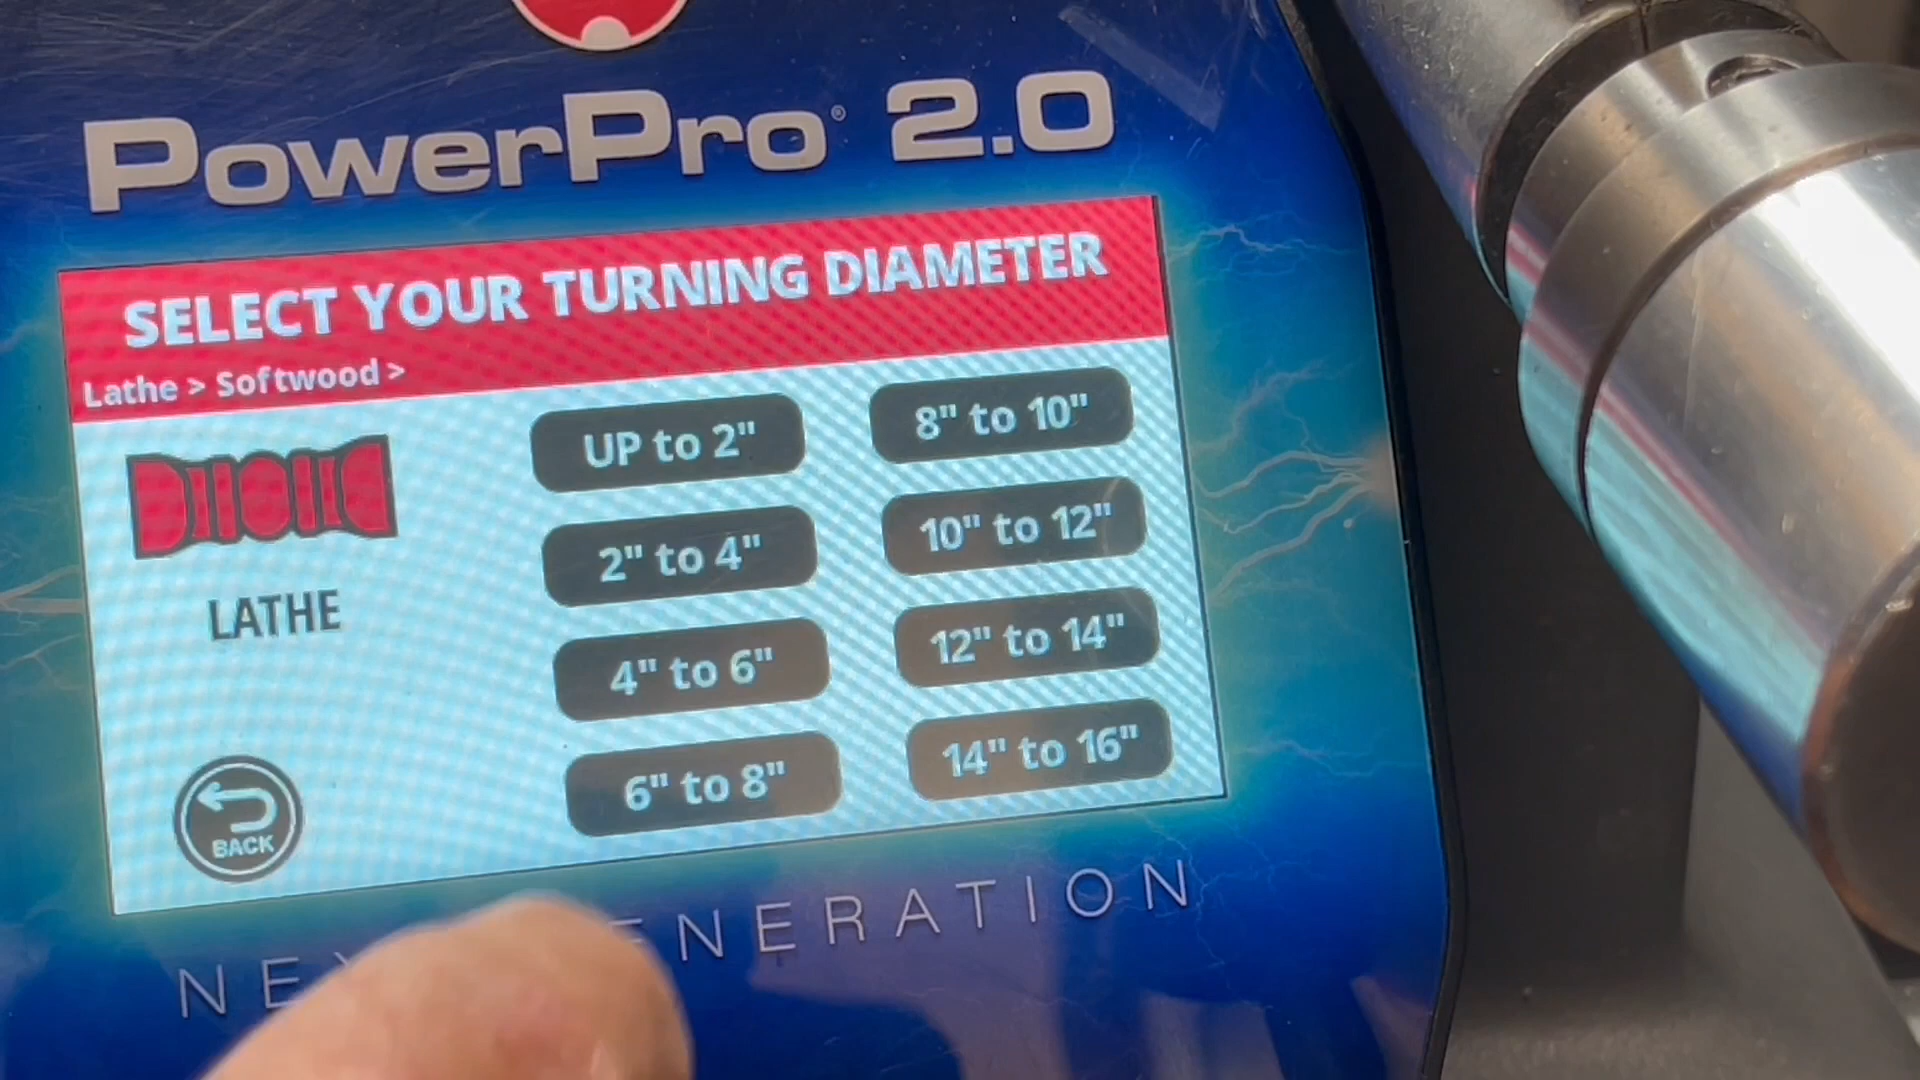 PowerPro® 2.0
SELECT YOUR TURNING DIAMETER
Lathe > Softwood >
LATHE
BACK
UP to 2"
2" to 4"
4" to 6"
6" to 8"
8" to 10"
10" to 12"
12" to 14"
14" to 16"